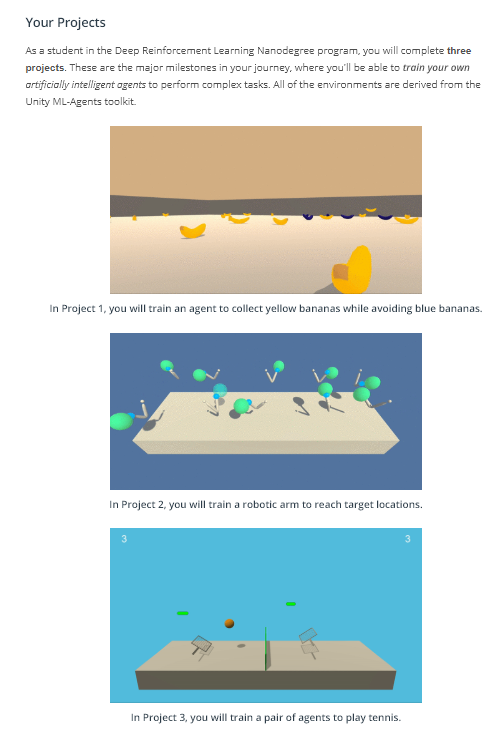 Your Projects
As a student in the Deep Reinforcement Learning Nanodegree program, you will complete three
projects. These are the major milestones in your journey, where you'll be able to train your own
artificially intelligent agents to perform complex tasks. All of the environments are derived from the
Unity ML-Agents toolkit.
In Project 1, you will train an agent to collect yellow bananas while avoiding blue bananas.
In Project 2, you will train a robotic arm to reach target locations.
3 3
In Project 3, you will train a pair of agents to play tennis.